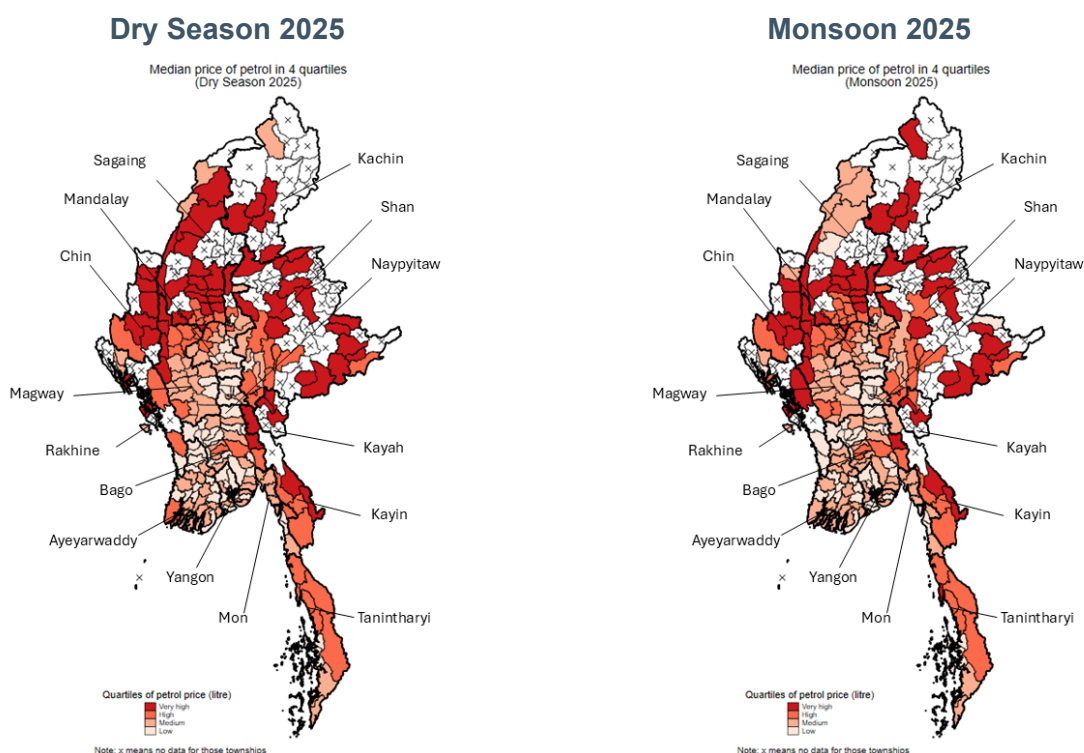 Dry Season 2025
Median price of petrol in 4 quartiles
(Dry Season 2025)
Sagaing
Kachin
Mandalay
Shan
Chin
Naypyitaw
Magway
Rakhine
Kayah
Bago
Kayin
Ayeyarwaddy
Yangon
Mon
Tanintharyi
Quartiles of petrol price (litre)
Very high
High
Medium
Low
Note: x means no data for those townships
Monsoon 2025
Median price of petrol in 4 quartiles
(Monsoon 2025)
Sagaing
Kachin
Mandalay
Shan
Chin
Naypyitaw
Magway
Rakhine
Kayah
Bago
Kayin
Ayeyarwaddy
Yangon
Mon
Tanintharyi
Quartiles of petrol price (litre)
Very high
High
Medium
Low
Note: x means no data for those townships